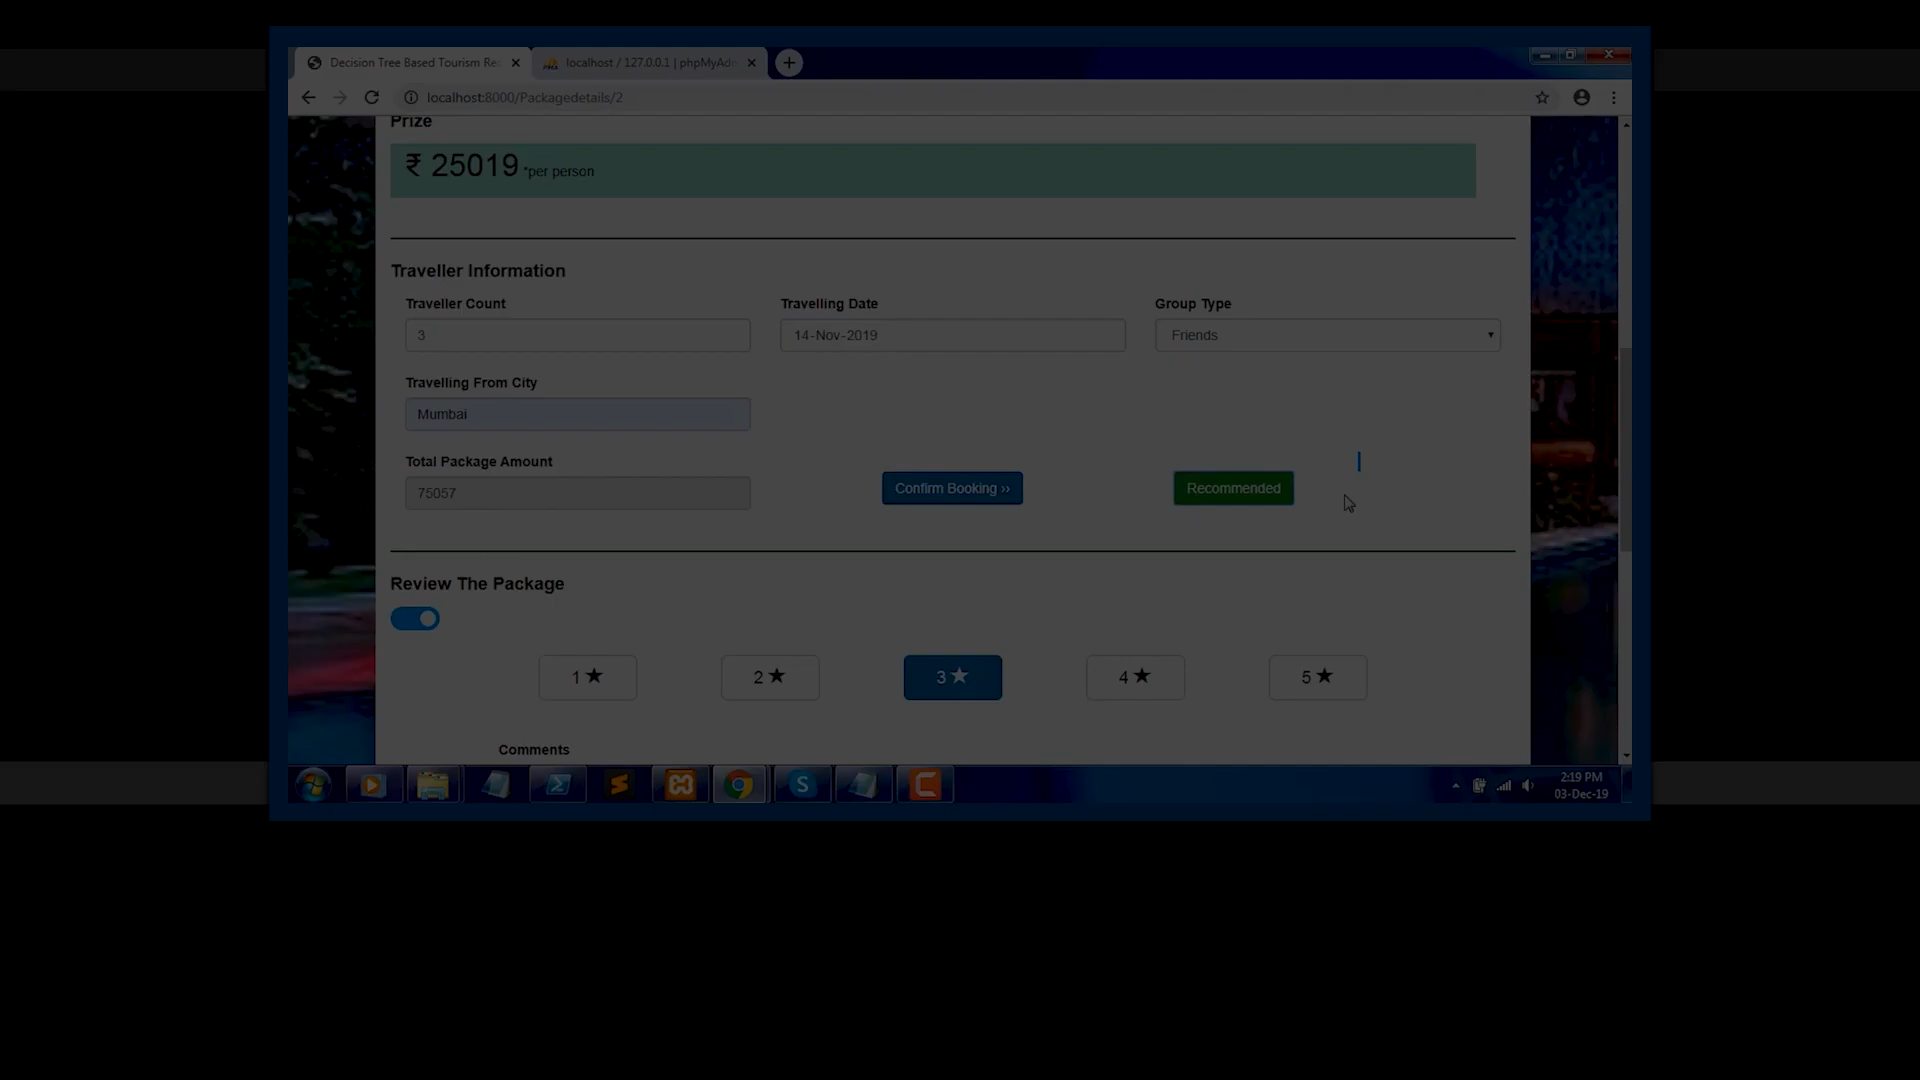 Decision Tree Based Tourism Re
localhost / 127.0.0.1 | phpMyAdm
localhost:8000/Packagedetails/2
Prize
₹ 25019 *per person
Traveller Information
Traveller Count
Travelling Date
Group Type
3
14-Nov-2019
Friends
Travelling From City
Mumbai
Total Package Amount
75057
Confirm Booking ››
Recommended
Review The Package
1 ★
2 ★
3 ★
4 ★
5 ★
Comments
2:19 PM
03-Dec-19